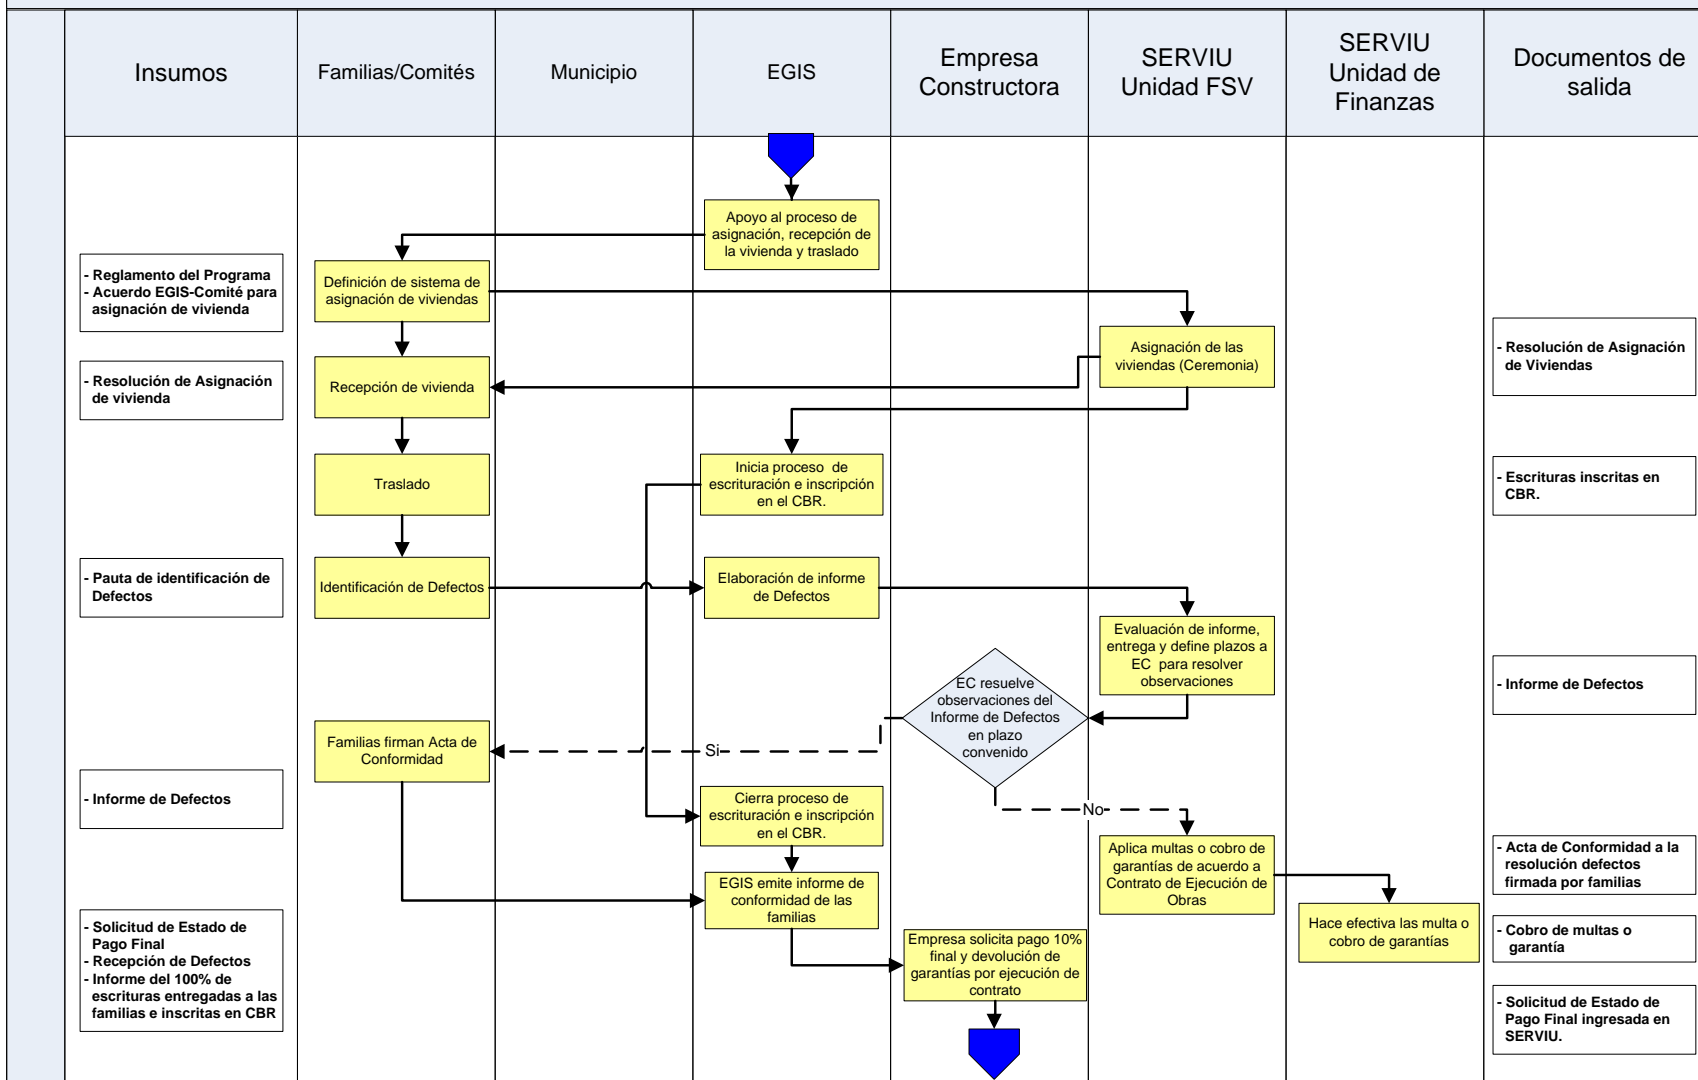 Insumos
Familias/Comités
Municipio
EGIS
Empresa
Constructora
SERVIU
Unidad FSV
SERVIU
Unidad de
Finanzas
Documentos de
salida
Apoyo al proceso de
asignación, recepción de
la vivienda y traslado
- Reglamento del Programa
- Acuerdo EGIS-Comité para
asignación de vivienda
Definición de sistema de
asignación de viviendas
Asignación de las
viviendas (Ceremonia)
- Resolución de Asignación
de Viviendas
- Resolución de Asignación
de vivienda
Recepción de vivienda
Traslado
Inicia proceso de
escrituración e inscripción
en el CBR.
- Escrituras inscritas en
CBR.
- Pauta de identificación de
Defectos
Identificación de Defectos
Elaboración de informe
de Defectos
Evaluación de informe,
entrega y define plazos a
EC para resolver
observaciones
- Informe de Defectos
EC resuelve
observaciones del
Informe de Defectos
en plazo
convenido
Familias firman Acta de
Conformidad
Si
- Informe de Defectos
Cierra proceso de
escrituración e inscripción
en el CBR.
No
Aplica multas o cobro de
garantías de acuerdo a
Contrato de Ejecución de
Obras
- Acta de Conformidad a la
resolución defectos
firmada por familias
EGIS emite informe de
conformidad de las
familias
Hace efectiva las multa o
cobro de garantías
- Cobro de multas o
garantía
- Solicitud de Estado de
Pago Final
- Recepción de Defectos
- Informe del 100% de
escrituras entregadas a las
familias e inscritas en CBR
Empresa solicita pago 10%
final y devolución de
garantías por ejecución de
contrato
- Solicitud de Estado de
Pago Final ingresada en
SERVIU.